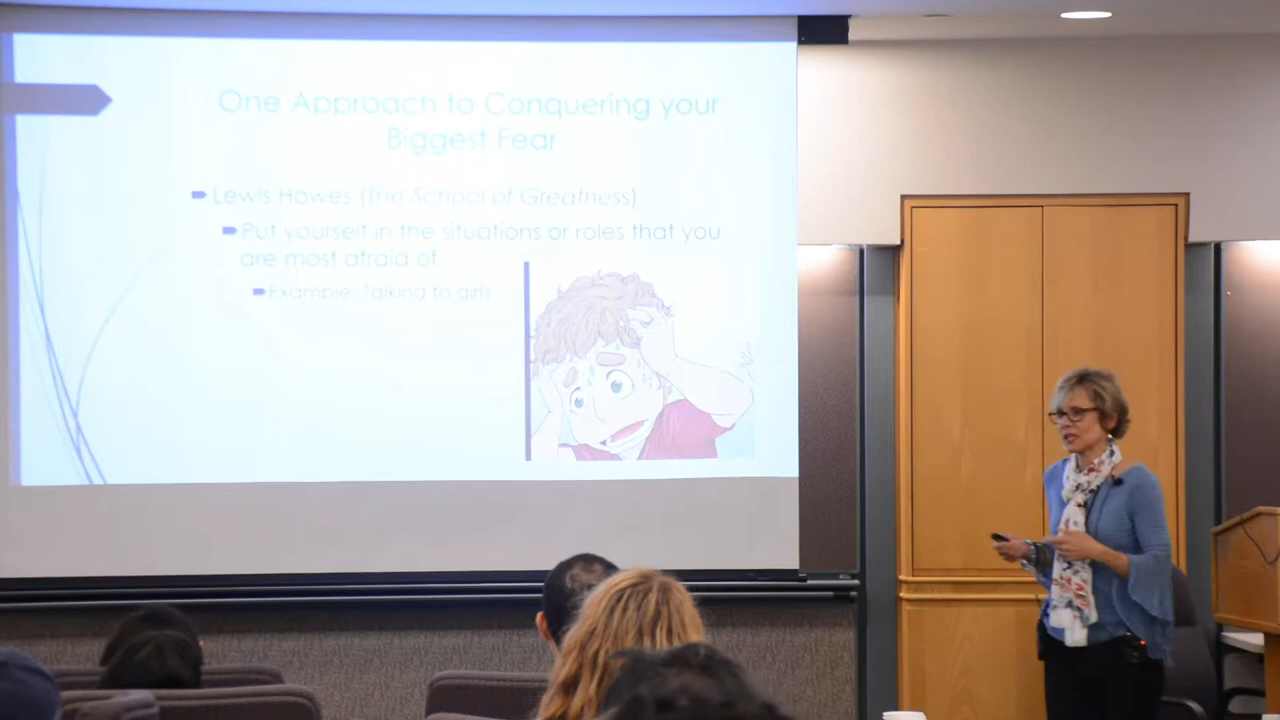 One Approach to Conquering your
Biggest Fear
Lewis Howes (The School of Greatness)
Put yourself in the situations or roles that you
are most afraid of
Example: Talking to girls